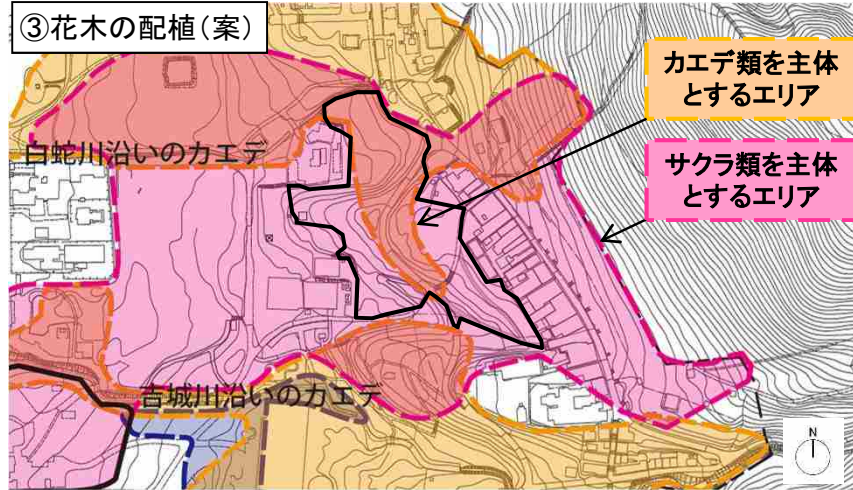 ③花木の配植(案)
カエデ類を主体
とするエリア
白蛇川沿いのカエデ
サクラ類を主体
とするエリア
吉城川沿いのカエデ
N